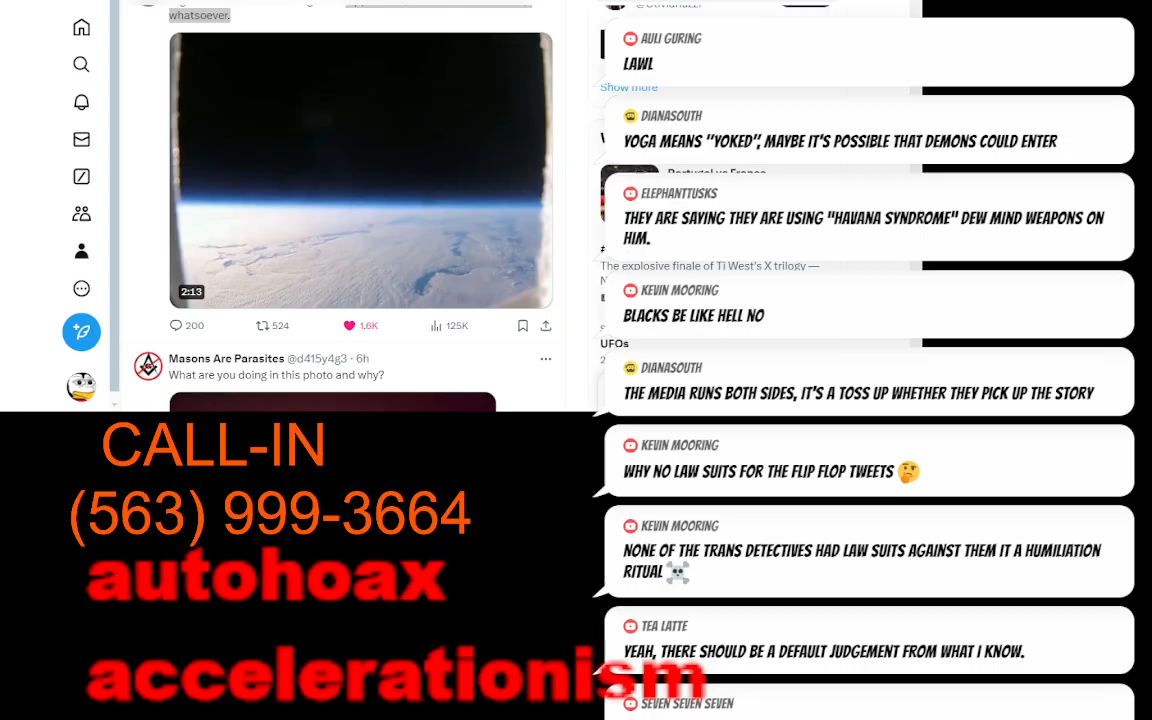 whatsoever.
2:13
200
524
1.6K
125K
Masons Are Parasites @d415y4g3 · 6h
What are you doing in this photo and why?
Show more
The explosive finale of Ti West's X trilogy —
UFOs
AULI GURING
LAWL
DIANASOUTH
YOGA MEANS "YOKED", MAYBE IT'S POSSIBLE THAT DEMONS COULD ENTER
ELEPHANTTUSKS
THEY ARE SAYING THEY ARE USING "HAVANA SYNDROME" DEW MIND WEAPONS ON
HIM.
KEVIN MOORING
BLACKS BE LIKE HELL NO
DIANASOUTH
THE MEDIA RUNS BOTH SIDES, IT'S A TOSS UP WHETHER THEY PICK UP THE STORY
KEVIN MOORING
WHY NO LAW SUITS FOR THE FLIP FLOP TWEETS 🤔
KEVIN MOORING
NONE OF THE TRANS DETECTIVES HAD LAW SUITS AGAINST THEM IT A HUMILIATION
RITUAL ☠
TEA LATTE
YEAH, THERE SHOULD BE A DEFAULT JUDGEMENT FROM WHAT I KNOW.
SEVEN SEVEN SEVEN
CALL-IN
(563) 999-3664
autohoax
accelerationism